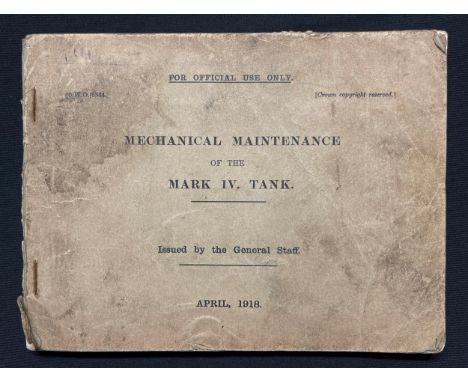 FOR OFFICIAL USE ONLY.
[Crown copyright reserved.]
MECHANICAL MAINTENANCE
OF THE
MARK IV. TANK.
Issued by the General Staff.
APRIL, 1918.